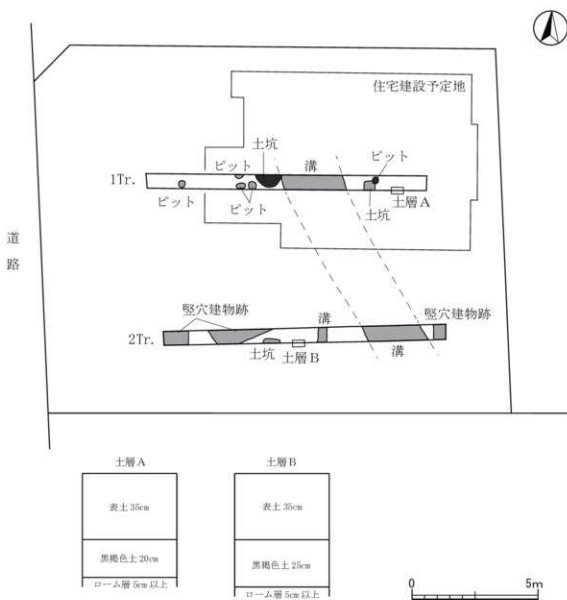 住宅建設予定地
土坑
ピット
溝
ピット
1Tr.
ピット
ピット
土坑
土層A
道路
竪穴建物跡
溝
竪穴建物跡
2Tr.
土坑
土層B
溝
土層A
土層B
表土 35cm
表土 35cm
黒褐色土 20cm
黒褐色土 25cm
ローム層 5cm 以上
ローム層 5cm 以上
0
5m